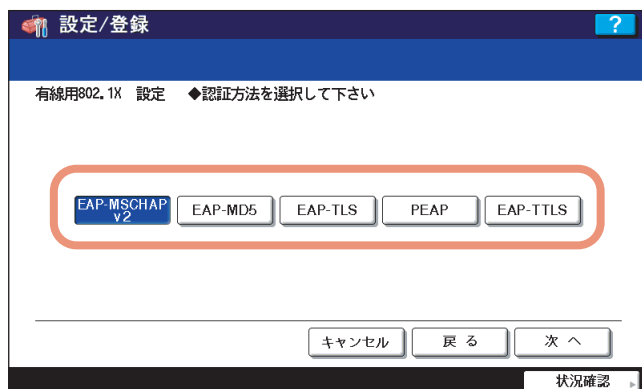 設定/登録 ?
有線用802.1X 設定 ◆認証方法を選択して下さい
EAP-MSCHAP
v2
EAP-MD5 EAP-TLS PEAP EAP-TTLS
キャンセル 戻る 次へ
状況確認